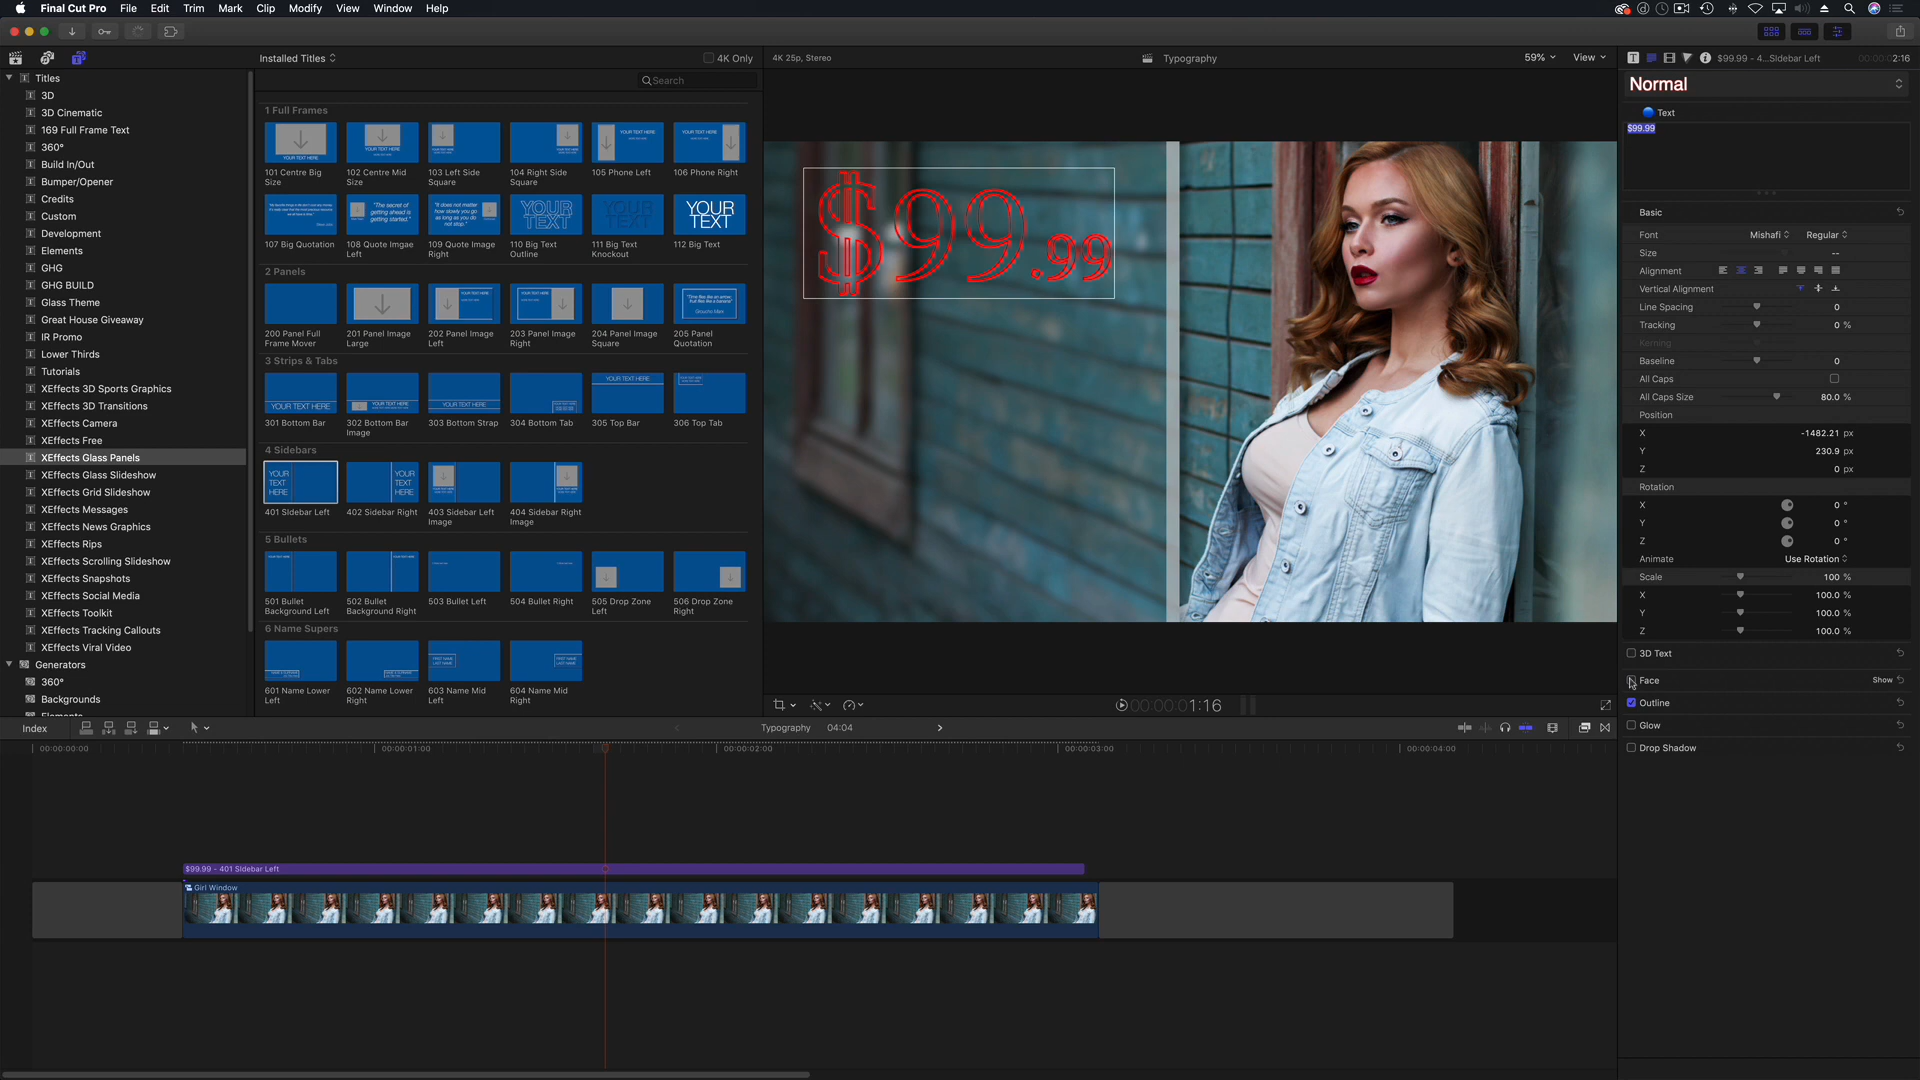 Final Cut Pro File Edit Trim Mark Clip Modify View Window Help
Installed Titles
4K Only
Search
4K 25p, Stereo
Typography
59%
View
$99.99 - 4...SIdebar Left
2:16
Titles
3D
3D Cinematic
169 Full Frame Text
360°
Build In/Out
Bumper/Opener
Credits
Custom
Development
Elements
GHG
GHG BUILD
Glass Theme
Great House Giveaway
IR Promo
Lower Thirds
Tutorials
XEffects 3D Sports Graphics
XEffects 3D Transitions
XEffects Camera
XEffects Free
XEffects Glass Panels
XEffects Glass Slideshow
XEffects Grid Slideshow
XEffects Messages
XEffects News Graphics
XEffects Rips
XEffects Scrolling Slideshow
XEffects Snapshots
XEffects Social Media
XEffects Toolkit
XEffects Tracking Callouts
XEffects Viral Video
Generators
360°
Backgrounds
1 Full Frames
101 Centre Big Size
102 Centre Mid Size
103 Left Side Square
104 Right Side Square
105 Phone Left
106 Phone Right
YOUR TEXT
YOUR TEXT
YOUR TEXT
107 Big Quotation
108 Quote Imgae Left
109 Quote Image Right
110 Big Text Outline
111 Big Text Knockout
112 Big Text
2 Panels
200 Panel Full Frame Mover
201 Panel Image Large
202 Panel Image Left
203 Panel Image Right
204 Panel Image Square
205 Panel Quotation
3 Strips & Tabs
YOUR TEXT HERE
YOUR TEXT HERE
YOUR TEXT HERE
301 Bottom Bar
302 Bottom Bar Image
303 Bottom Strap
304 Bottom Tab
305 Top Bar
306 Top Tab
4 Sidebars
YOUR TEXT HERE
YOUR TEXT HERE
401 SIdebar Left
402 Sidebar Right
403 Sidebar Left Image
404 Sidebar Right Image
5 Bullets
501 Bullet Background Left
502 Bullet Background Right
503 Bullet Left
504 Bullet Right
505 Drop Zone Left
506 Drop Zone Right
6 Name Supers
601 Name Lower Left
602 Name Lower Right
603 Name Mid Left
604 Name Mid Right
$99.99
00:00:00:01:16
Normal
Text
$99.99
Basic
Font Mishafi Regular
Size --
Alignment
Vertical Alignment
Line Spacing 0
Tracking 0 %
Kerning
Baseline 0
All Caps
All Caps Size 80.0 %
Position
X -1482.21 px
Y 230.9 px
Z 0 px
Rotation
X 0 °
Y 0 °
Z 0 °
Animate Use Rotation
Scale 100 %
X 100.0 %
Y 100.0 %
Z 100.0 %
3D Text
Face Show
Outline
Glow
Drop Shadow
Index
Typography 04:04
00:00:00:00
00:00:01:00
00:00:02:00
00:00:03:00
00:00:04:00
$99.99 - 401 SIdebar Left
Girl Window